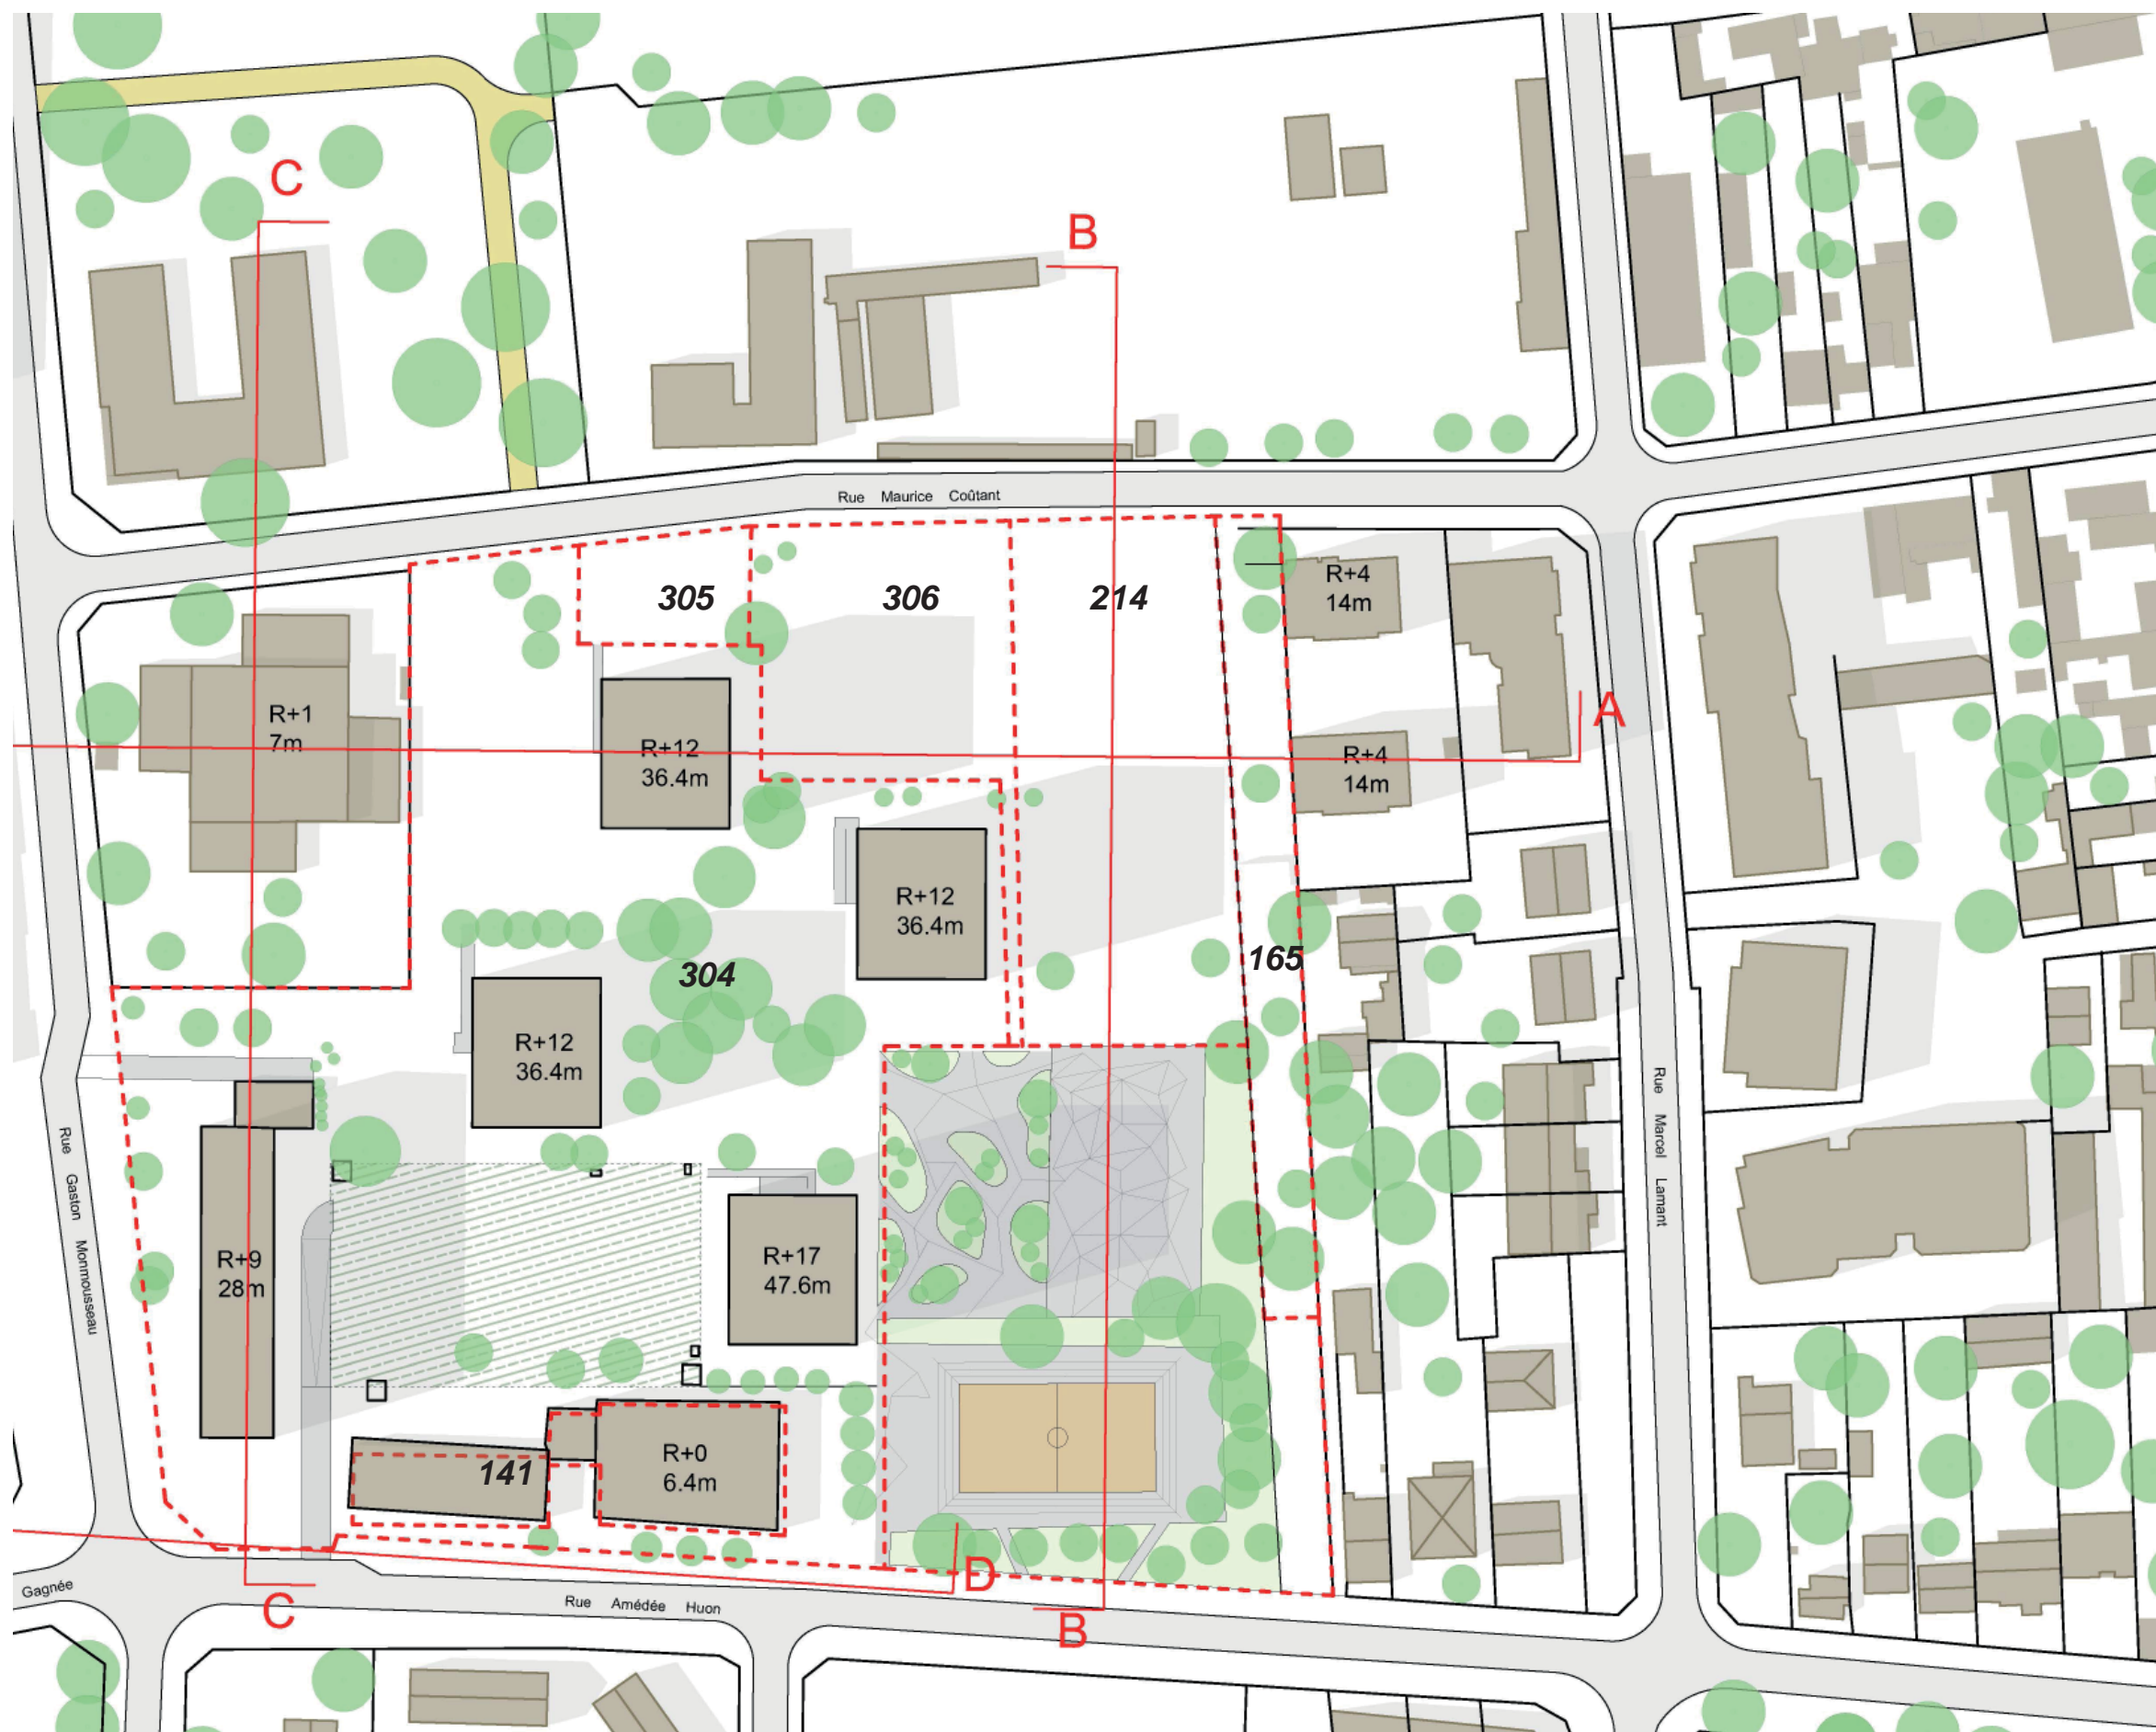 C
B
Rue Maurice Coûtant
305
306
214
R+4
14m
A
R+1
7m
R+12
36.4m
R+4
14m
R+12
36.4m
304
165
R+12
36.4m
Rue Gaston Monmousseau
Rue Marcel Lamant
R+9
28m
R+17
47.6m
141
R+0
6.4m
D
Gagnée
C
Rue Amédée Huon
B